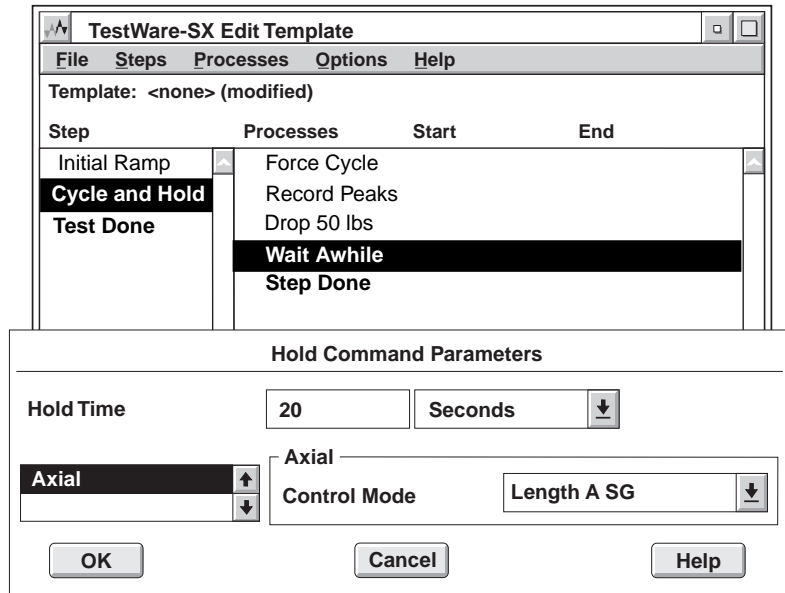 TestWare-SX Edit Template
File Steps Processes Options Help
Template: <none> (modified)
Step Processes Start End
Initial Ramp Force Cycle
Cycle and Hold Record Peaks
Test Done Drop 50 lbs
Wait Awhile
Step Done
Hold Command Parameters
Hold Time 20 Seconds
Axial
Axial Control Mode Length A SG
OK Cancel Help